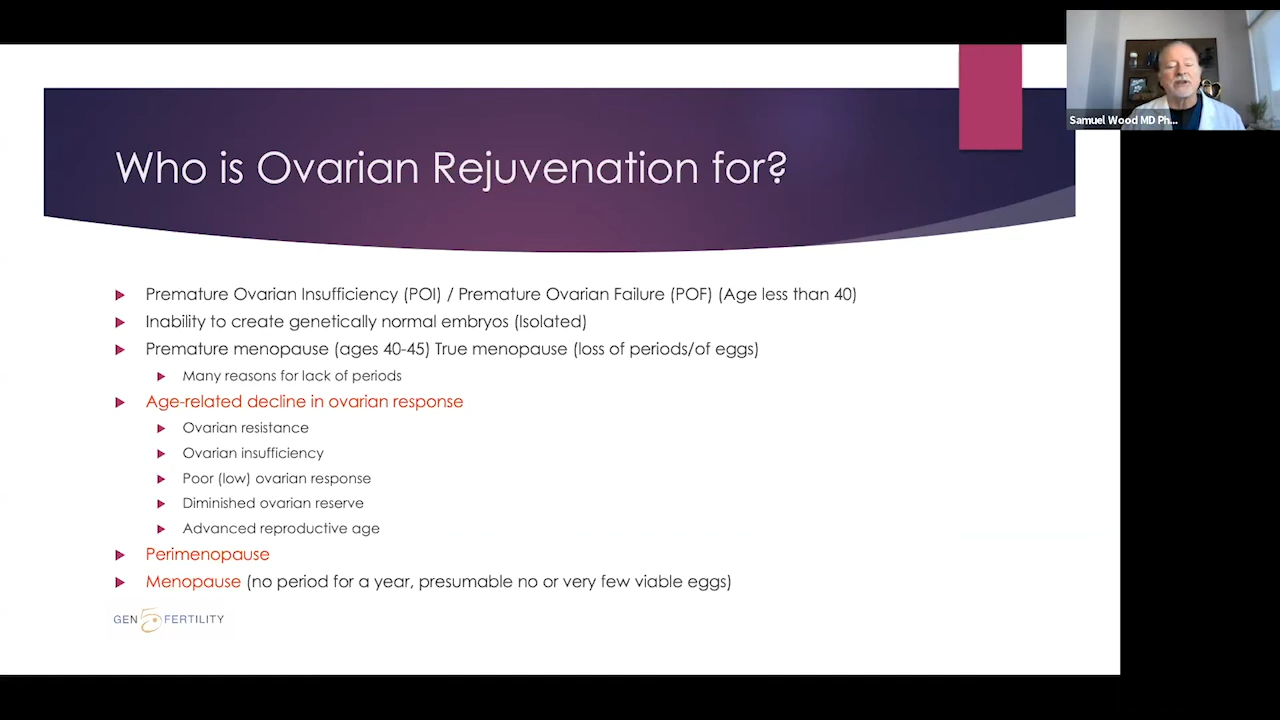 Samuel Wood MD Ph...
Who is Ovarian Rejuvenation for?
Premature Ovarian Insufficiency (POI) / Premature Ovarian Failure (POF) (Age less than 40)
Inability to create genetically normal embryos (Isolated)
Premature menopause (ages 40-45) True menopause (loss of periods/of eggs)
Many reasons for lack of periods
Age-related decline in ovarian response
Ovarian resistance
Ovarian insufficiency
Poor (low) ovarian response
Diminished ovarian reserve
Advanced reproductive age
Perimenopause
Menopause (no period for a year, presumable no or very few viable eggs)
GEN 5 FERTILITY